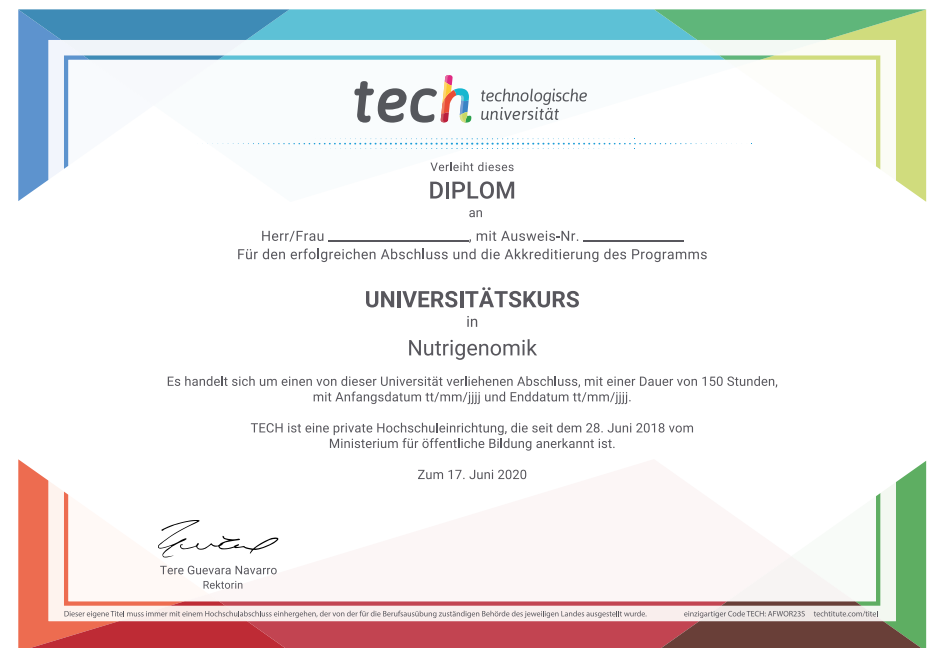 tech technologische
universität
Verleiht dieses
DIPLOM
an
Herr/Frau ____________________, mit Ausweis-Nr. ______________
Für den erfolgreichen Abschluss und die Akkreditierung des Programms
UNIVERSITÄTSKURS
in
Nutrigenomik
Es handelt sich um einen von dieser Universität verliehenen Abschluss, mit einer Dauer von 150 Stunden,
mit Anfangsdatum tt/mm/jjjj und Enddatum tt/mm/jjjj.
TECH ist eine private Hochschuleinrichtung, die seit dem 28. Juni 2018 vom
Ministerium für öffentliche Bildung anerkannt ist.
Zum 17. Juni 2020
Tere Guevara Navarro
Rektorin
Dieser eigene Titel muss immer mit einem Hochschulabschluss einhergehen, der von der für die Berufsausübung zuständigen Behörde des jeweiligen Landes ausgestellt wurde. einzigartiger Code TECH: AFWOR23S techtitute.com/titel